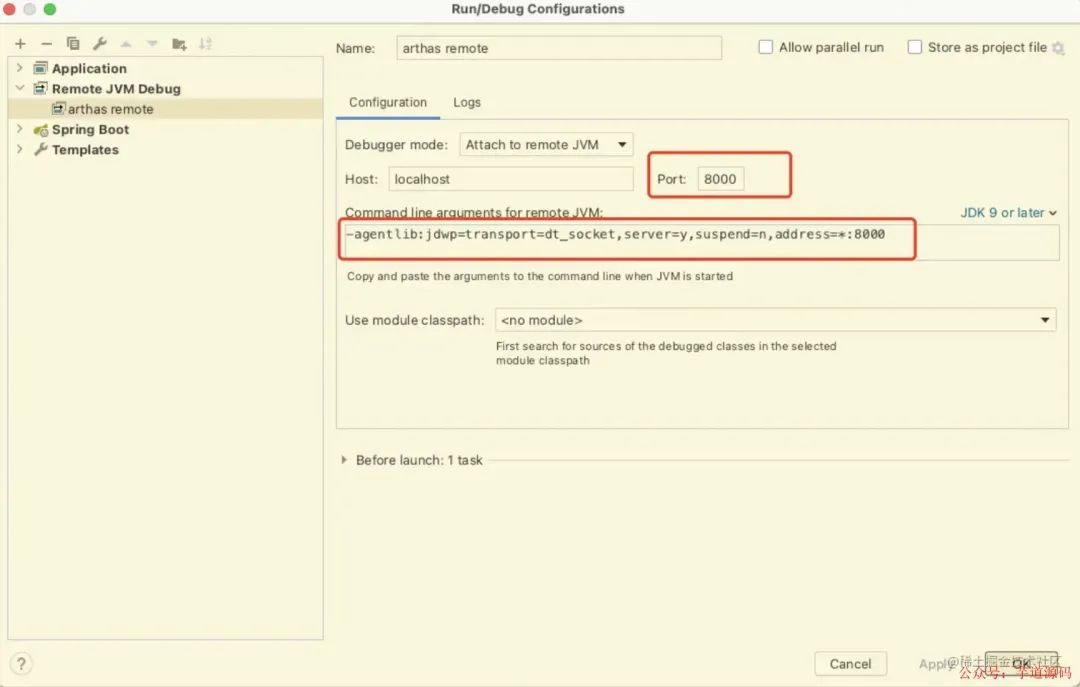 Run/Debug Configurations
Name: arthas remote
Allow parallel run
Store as project file
Application
Remote JVM Debug
arthas remote
Spring Boot
Templates
Configuration
Logs
Debugger mode: Attach to remote JVM
Host: localhost
Port: 8000
Command line arguments for remote JVM:
JDK 9 or later
-agentlib:jdwp=transport=dt_socket,server=y,suspend=n,address=*:8000
Copy and paste the arguments to the command line when JVM is started
Use module classpath: <no module>
First search for sources of the debugged classes in the selected
module classpath
Before launch: 1 task
?
Cancel
Apply
OK
@稀土掘金技术社区
公众号：芋道源码